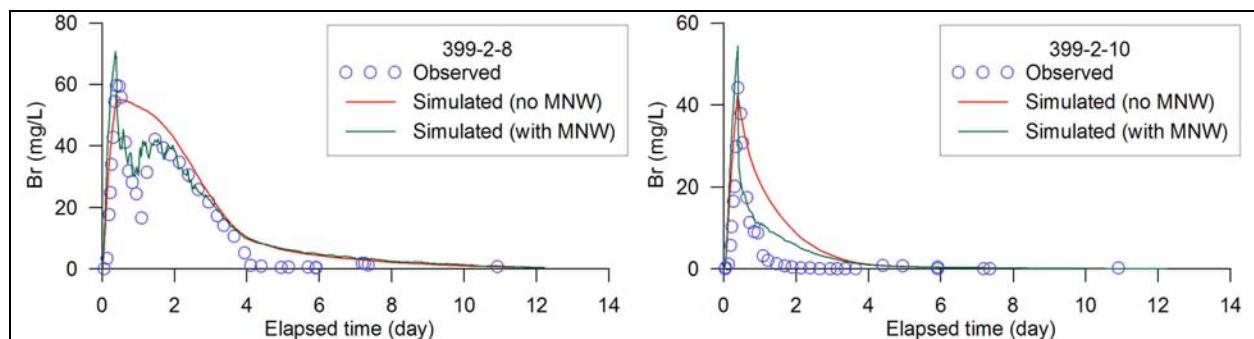 399-2-8
Observed
Simulated (no MNW)
Simulated (with MNW)
Br (mg/L)
80
60
40
20
0
0 2 4 6 8 10 12 14
Elapsed time (day)
399-2-10
Observed
Simulated (no MNW)
Simulated (with MNW)
Br (mg/L)
60
40
20
0
0 2 4 6 8 10 12 14
Elapsed time (day)